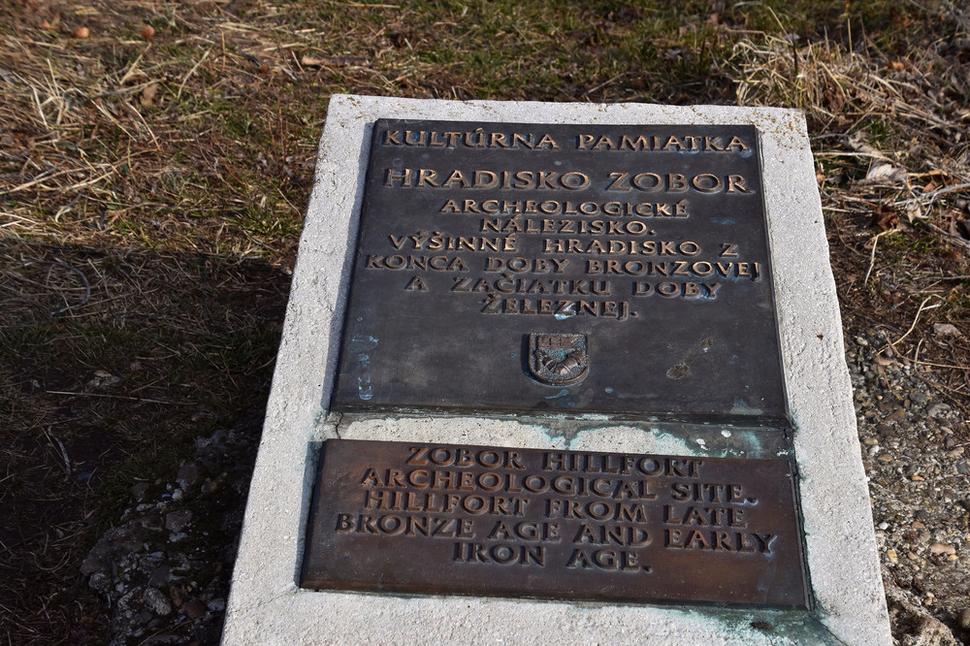 KULTÚRNA PAMIATKA
HRADISKO ZOBOR
ARCHEOLOGICKÉ
NÁLEZISKO.
VÝŠINNÉ HRADISKO Z
KONCA DOBY BRONZOVEJ
A ZAČIATKU DOBY
ŽELEZNEJ.
ZOBOR HILLFORT
ARCHEOLOGICAL SITE.
HILLFORT FROM LATE
BRONZE AGE AND EARLY
IRON AGE.